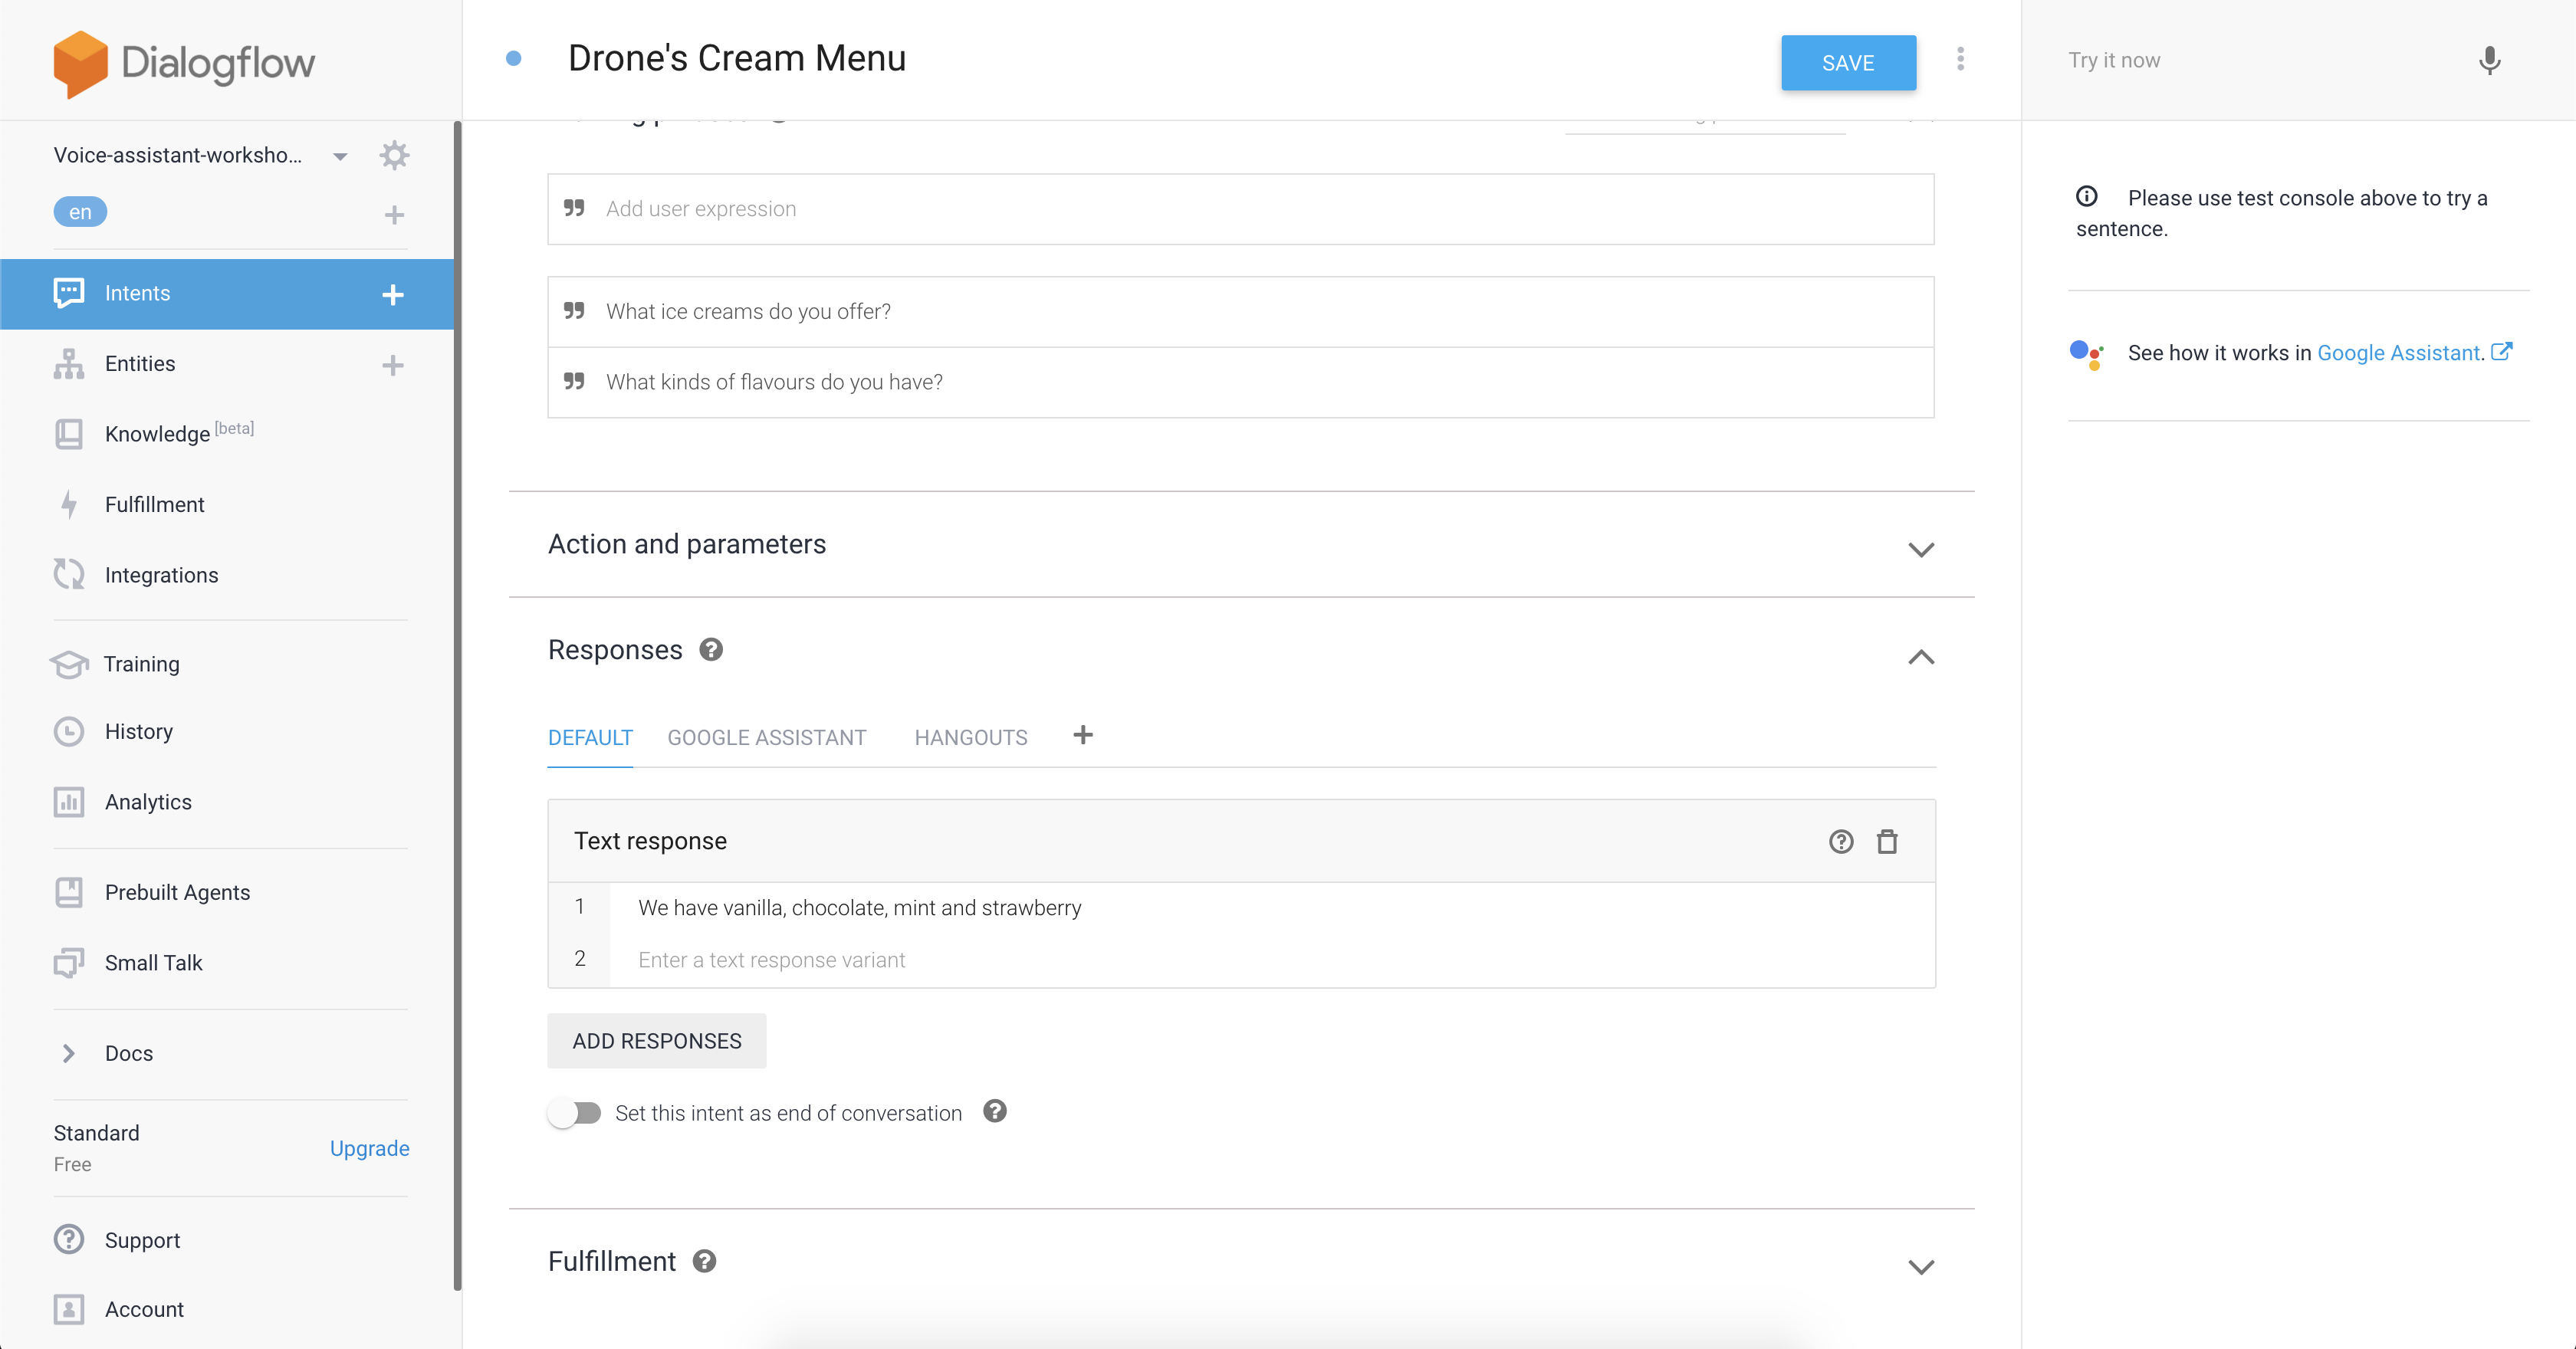 Dialogflow
Voice-assistant-worksho...
en
Intents
Entities
Knowledge [beta]
Fulfillment
Integrations
Training
History
Analytics
Prebuilt Agents
Small Talk
Docs
Standard
Free
Upgrade
Support
Account
Drone's Cream Menu
SAVE
Add user expression
What ice creams do you offer?
What kinds of flavours do you have?
Action and parameters
Responses
DEFAULT GOOGLE ASSISTANT HANGOUTS
Text response
1 We have vanilla, chocolate, mint and strawberry
2 Enter a text response variant
ADD RESPONSES
Set this intent as end of conversation
Fulfillment
Try it now
Please use test console above to try a
sentence.
See how it works in Google Assistant.